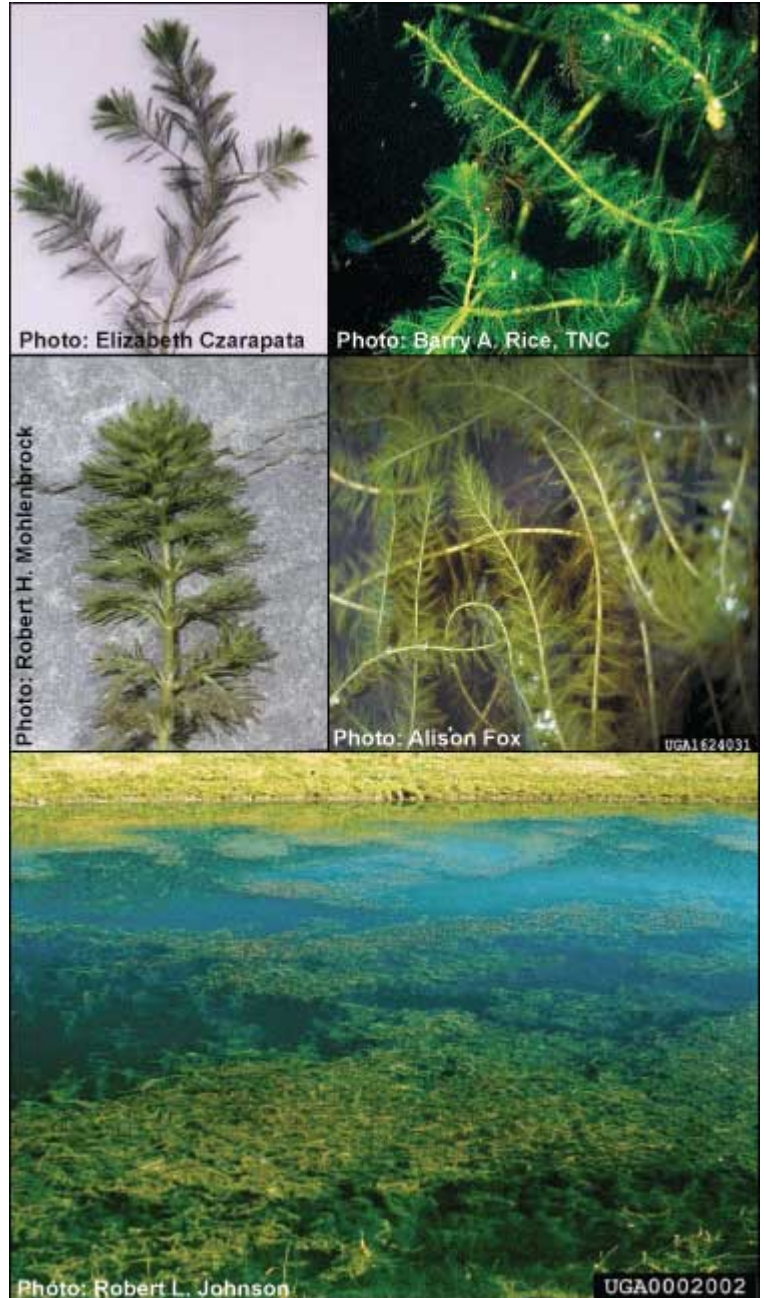 Photo: Elizabeth Czarapata
Photo: Barry A. Rice, TNC
Photo: Robert H. Mohlenbrock
Photo: Alison Fox
UGA1624031
Photo: Robert L. Johnson
UGA0002002